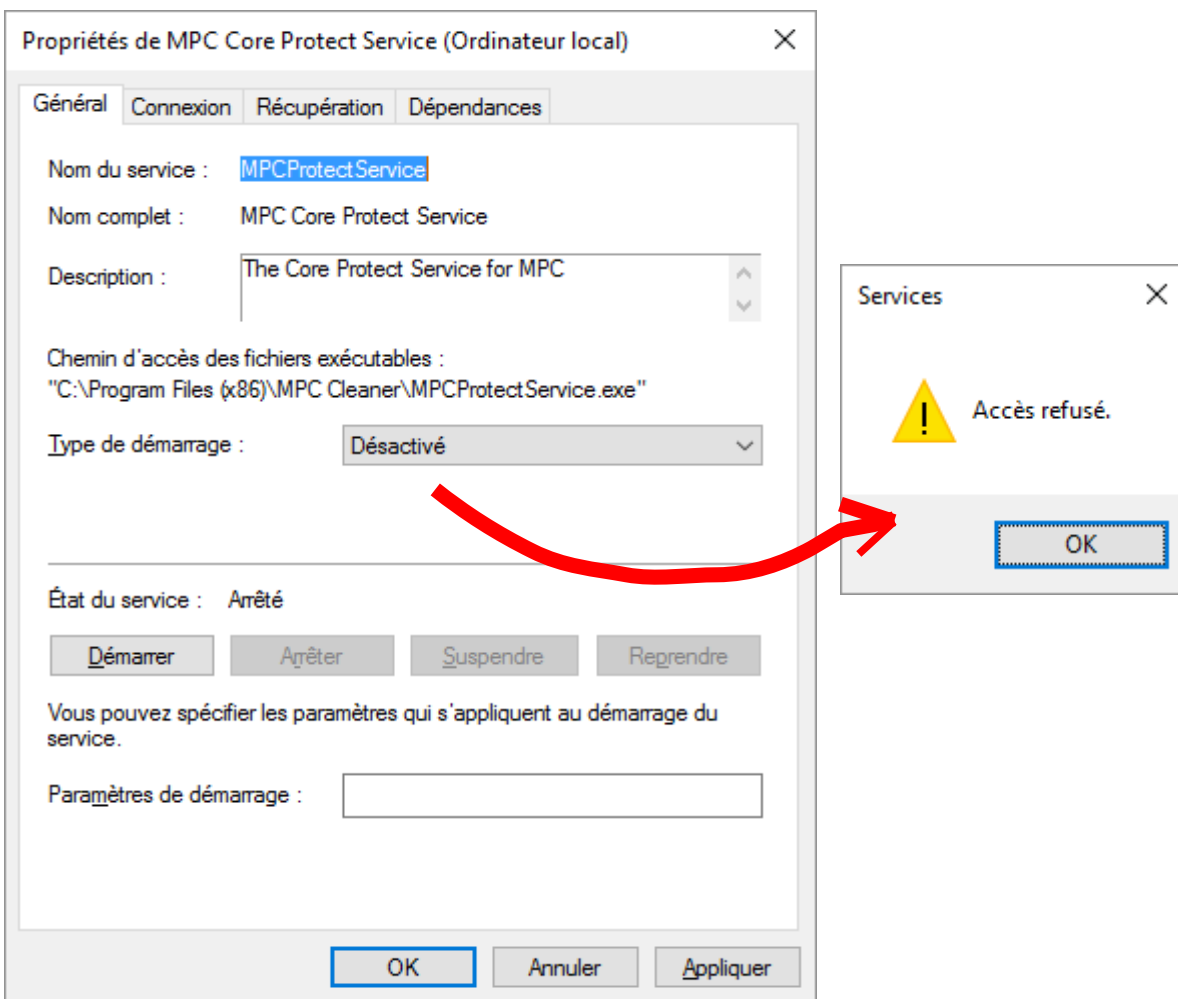 Propriétés de MPC Core Protect Service (Ordinateur local)
Général Connexion Récupération Dépendances
Nom du service : MPCProtectService
Nom complet : MPC Core Protect Service
Description : The Core Protect Service for MPC
Chemin d'accès des fichiers exécutables :
"C:\Program Files (x86)\MPC Cleaner\MPCProtectService.exe"
Type de démarrage : Désactivé
État du service : Arrêté
Démarrer Arrêter Suspendre Reprendre
Vous pouvez spécifier les paramètres qui s'appliquent au démarrage du
service.
Paramètres de démarrage :
OK Annuler Appliquer
Services
Accès refusé.
OK